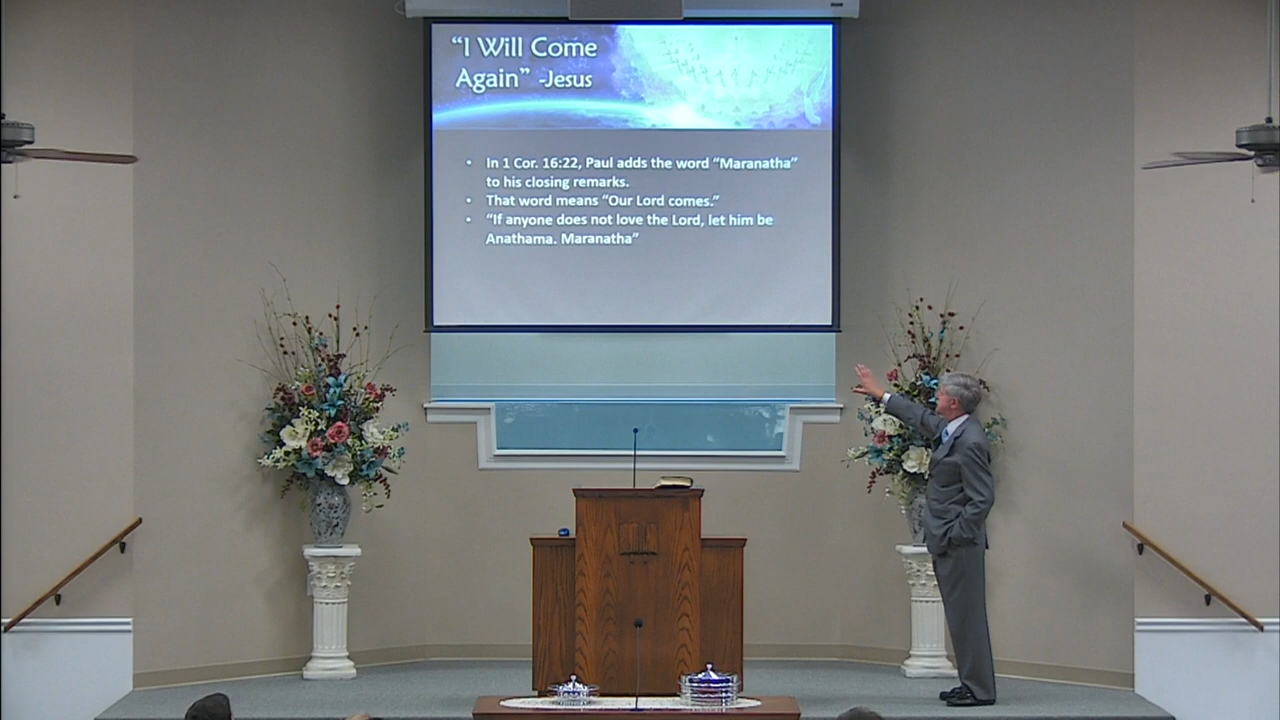 “I Will Come
Again” -Jesus
• In 1 Cor. 16:22, Paul adds the word “Maranatha”
to his closing remarks.
• That word means “Our Lord comes.”
• “If anyone does not love the Lord, let him be
Anathama. Maranatha”